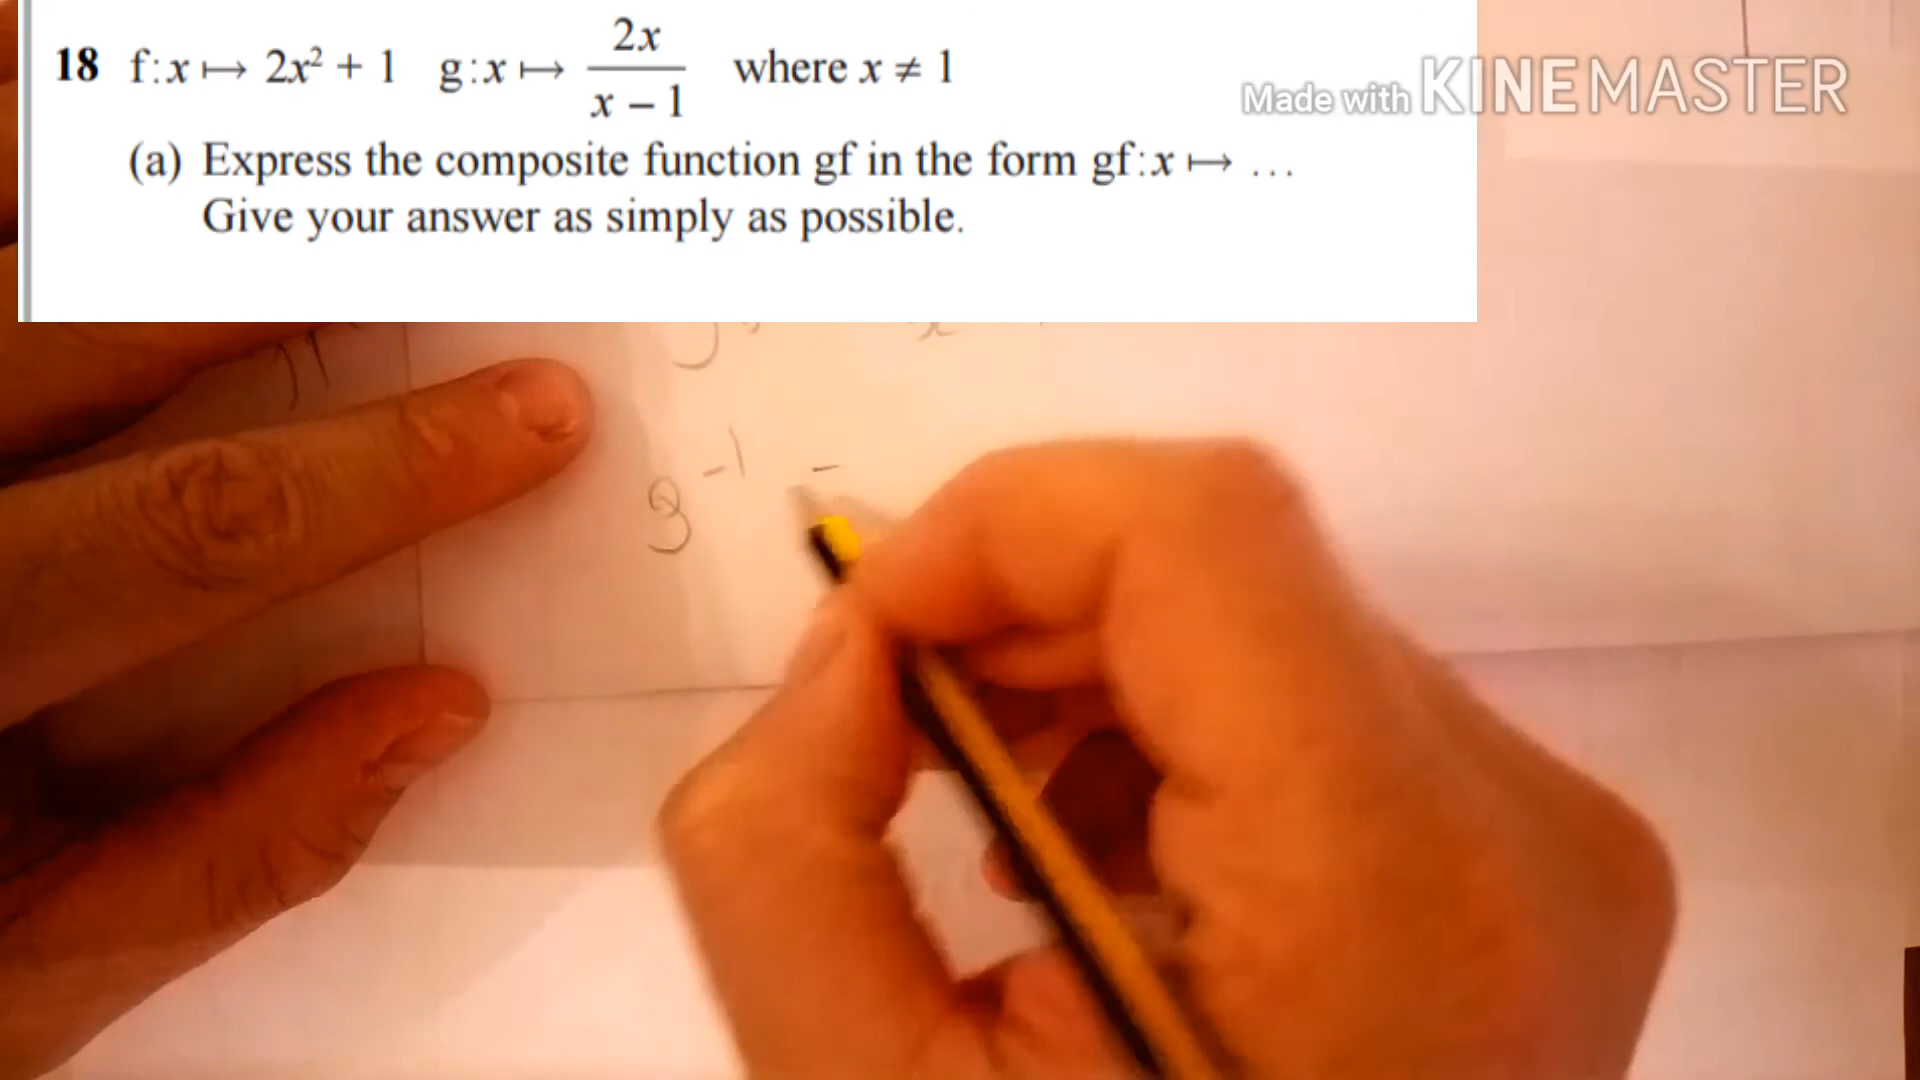 18 f:x ↦ 2x² + 1 g:x ↦ 2x / (x − 1) where x ≠ 1
Made with KINEMASTER
(a) Express the composite function gf in the form gf:x ↦ ...
Give your answer as simply as possible.
g⁻¹ -